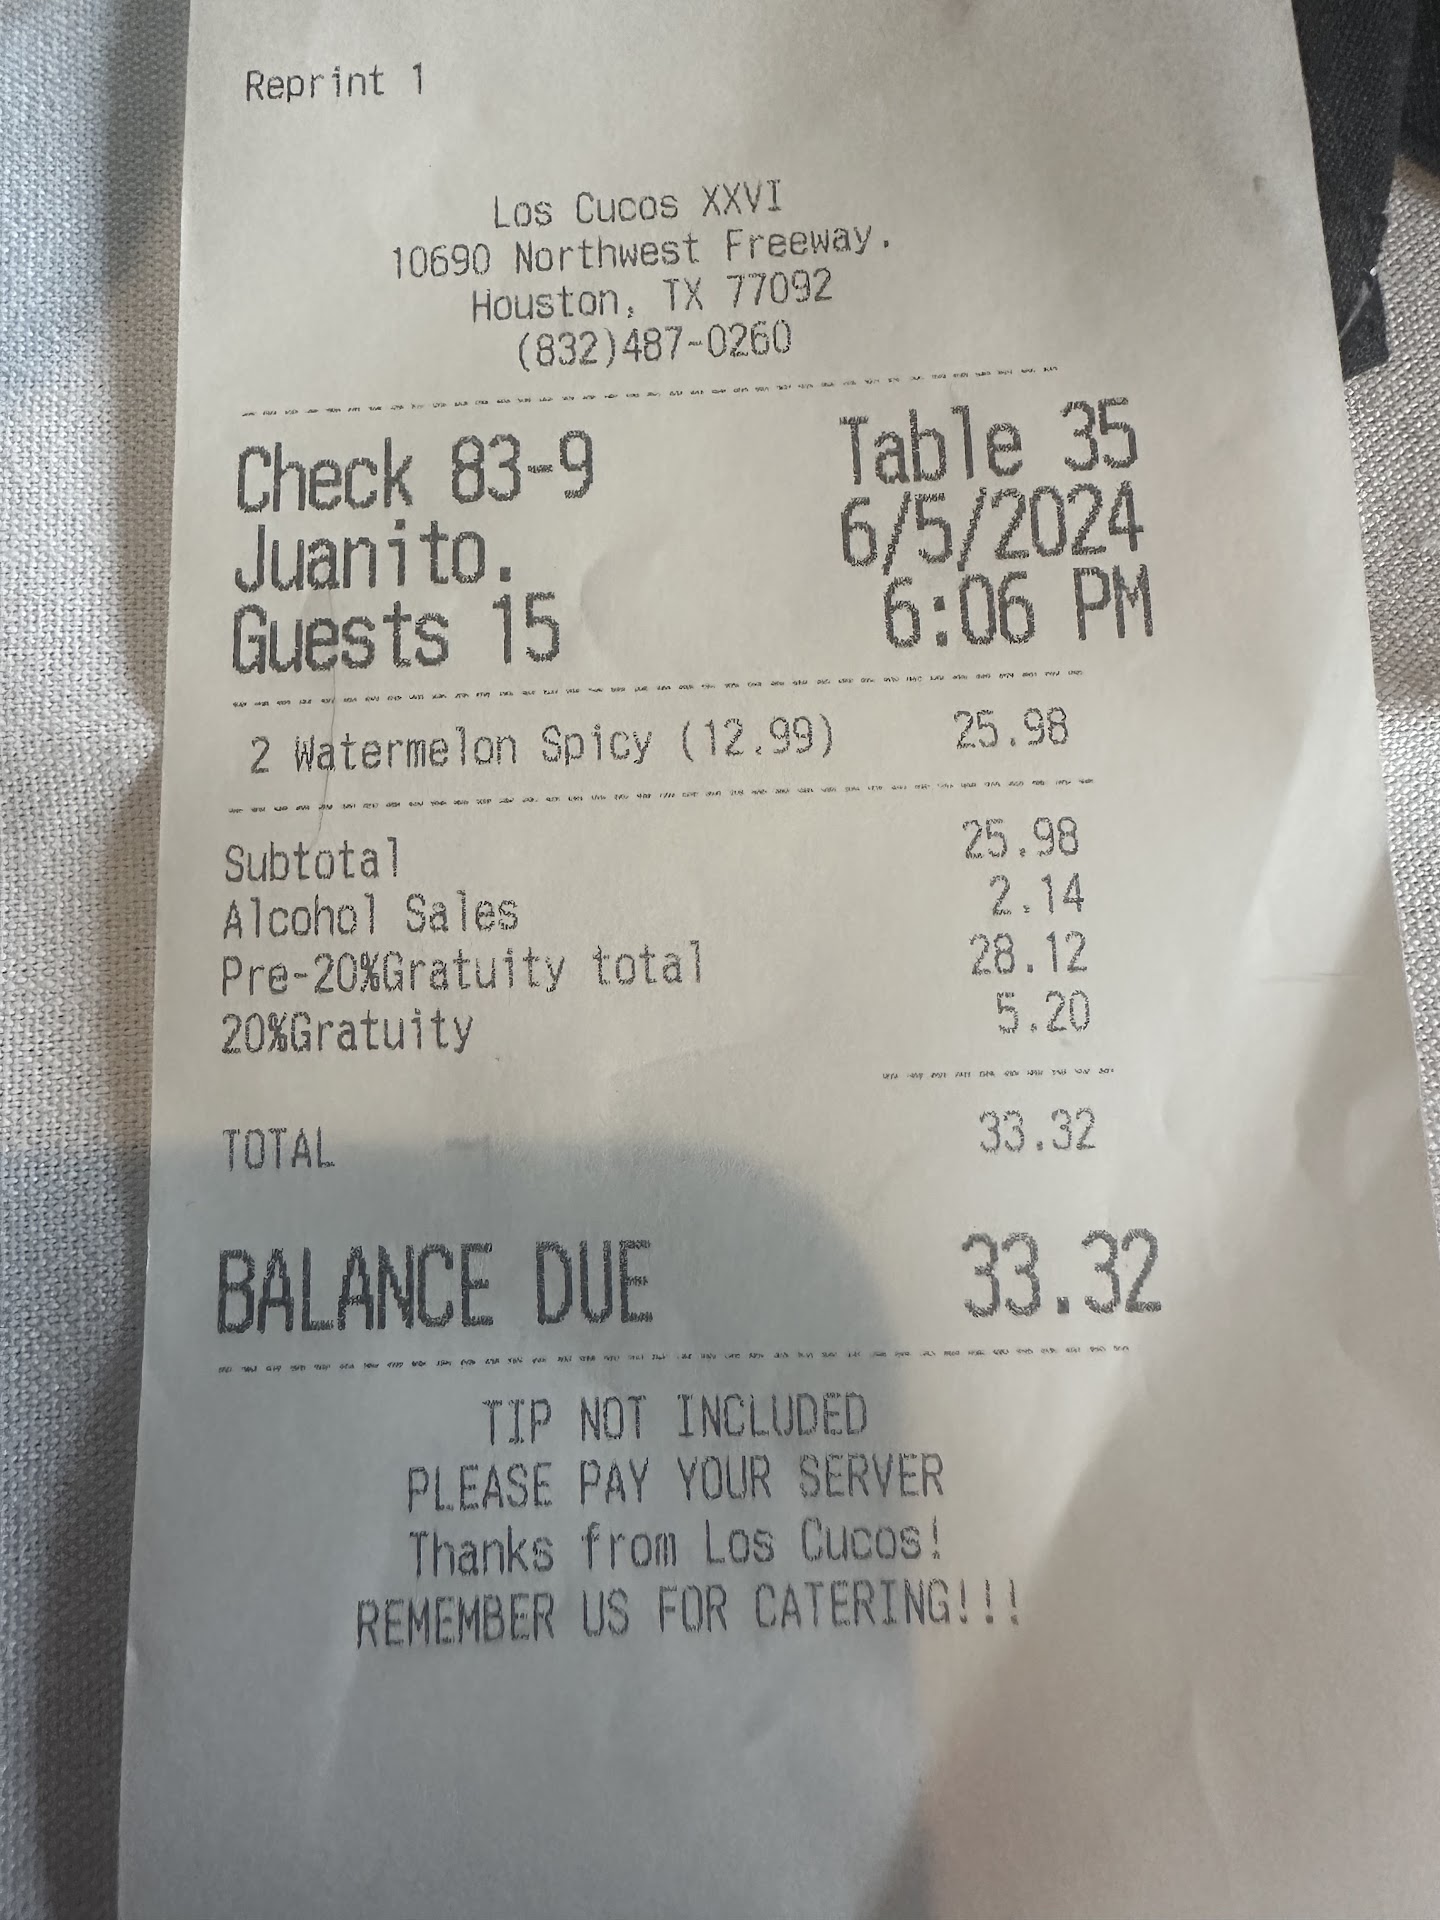 Reprint 1
Los Cucos XXVI
10690 Northwest Freeway.
Houston, TX 77092
(832)487-0260
Check 83-9 Table 35
Juanito. 6/5/2024
Guests 15 6:06 PM
2 Watermelon Spicy (12.99) 25.98
Subtotal 25.98
Alcohol Sales 2.14
Pre-20%Gratuity total 28.12
20%Gratuity 5.20
TOTAL 33.32
BALANCE DUE 33.32
TIP NOT INCLUDED
PLEASE PAY YOUR SERVER
Thanks from Los Cucos!
REMEMBER US FOR CATERING!!!